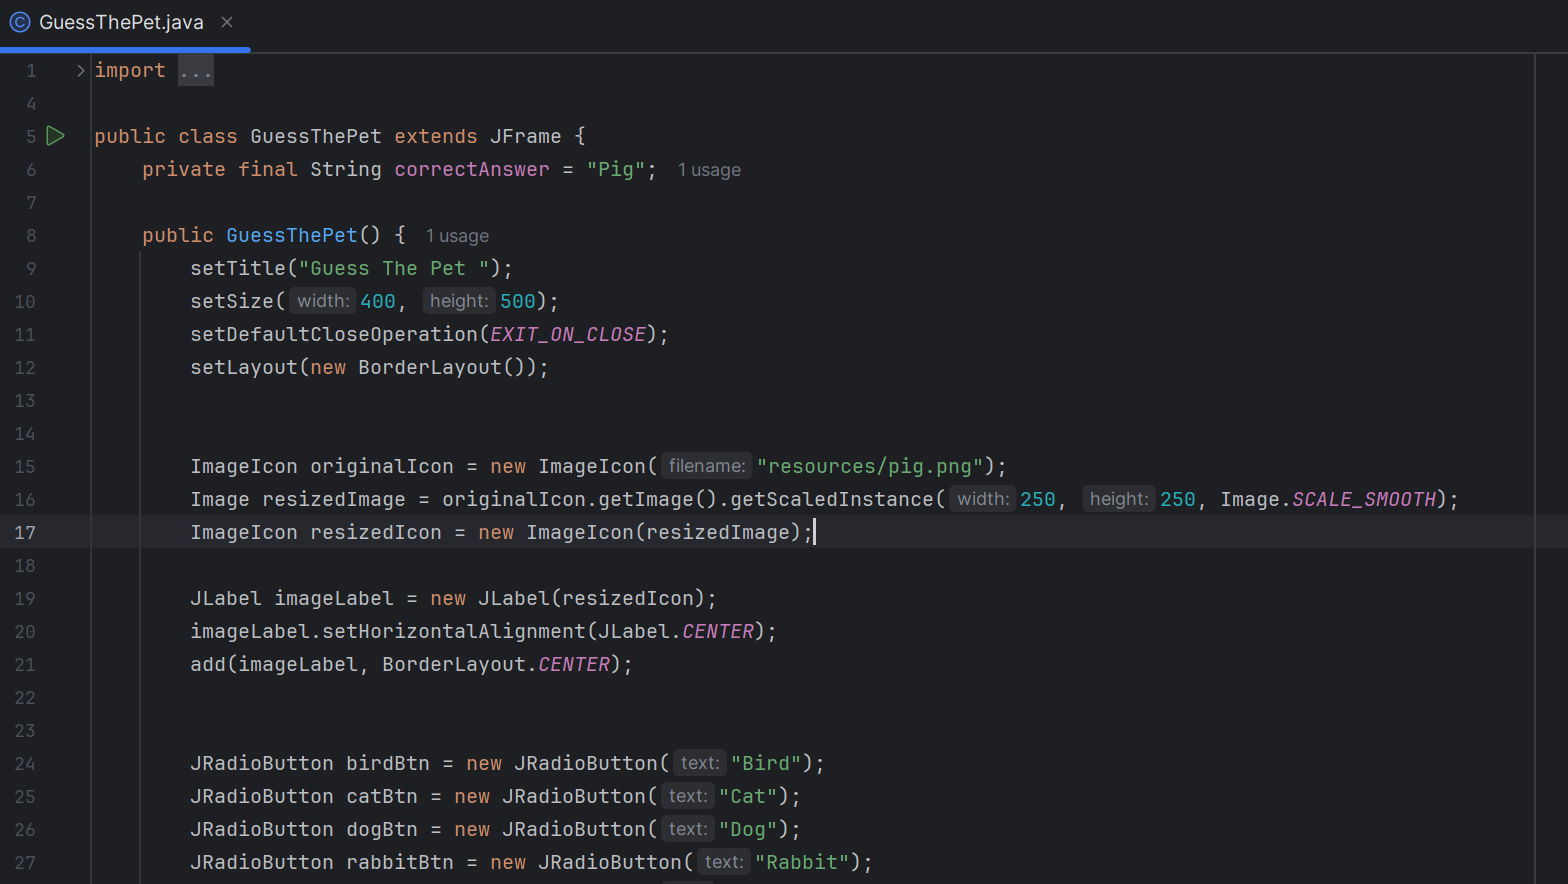 GuessThePet.java
1 import ...
4
5 public class GuessThePet extends JFrame {
6 private final String correctAnswer = "Pig"; 1 usage
7
8 public GuessThePet() { 1 usage
9 setTitle("Guess The Pet ");
10 setSize( width: 400, height: 500);
11 setDefaultCloseOperation(EXIT_ON_CLOSE);
12 setLayout(new BorderLayout());
13
14
15 ImageIcon originalIcon = new ImageIcon( filename: "resources/pig.png");
16 Image resizedImage = originalIcon.getImage().getScaledInstance( width: 250, height: 250, Image.SCALE_SMOOTH);
17 ImageIcon resizedIcon = new ImageIcon(resizedImage);
18
19 JLabel imageLabel = new JLabel(resizedIcon);
20 imageLabel.setHorizontalAlignment(JLabel.CENTER);
21 add(imageLabel, BorderLayout.CENTER);
22
23
24 JRadioButton birdBtn = new JRadioButton( text: "Bird");
25 JRadioButton catBtn = new JRadioButton( text: "Cat");
26 JRadioButton dogBtn = new JRadioButton( text: "Dog");
27 JRadioButton rabbitBtn = new JRadioButton( text: "Rabbit");